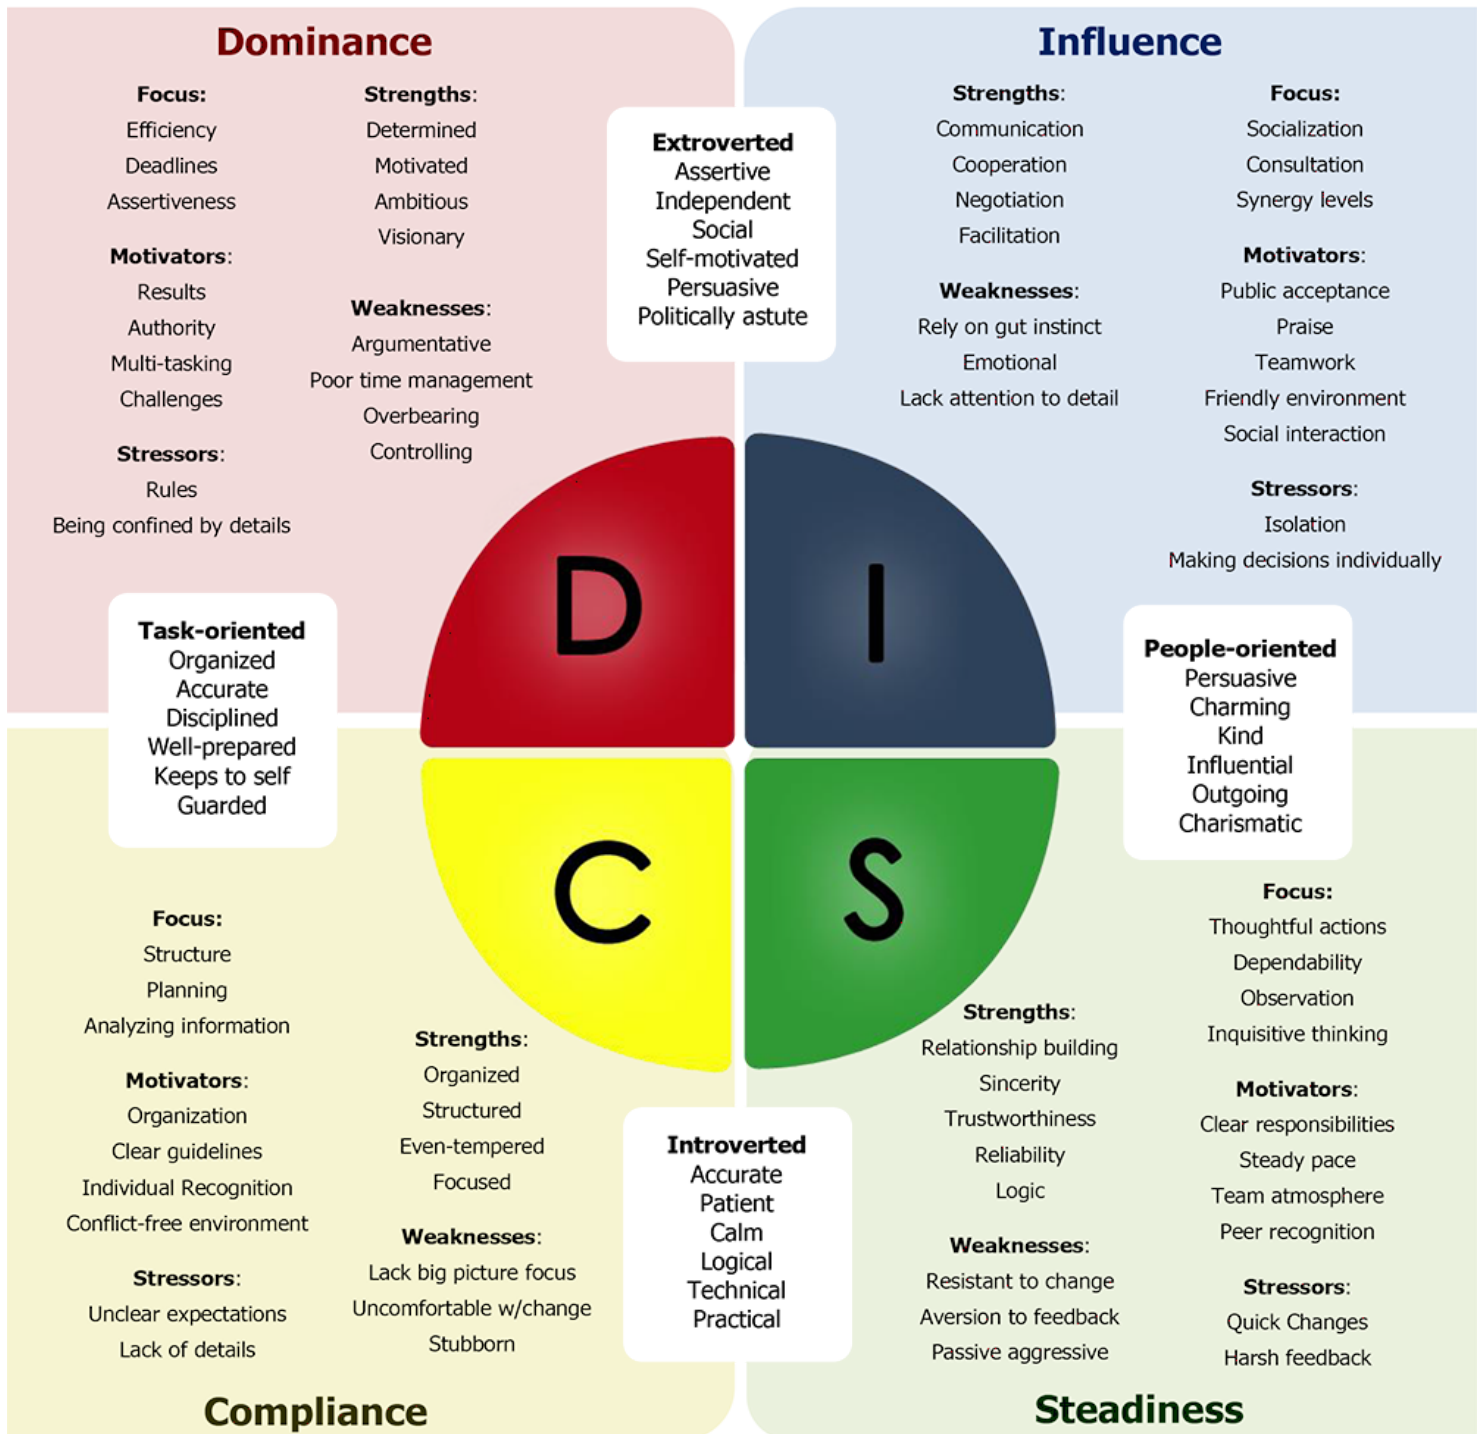 Dominance
Focus:
Efficiency
Deadlines
Assertiveness
Motivators:
Results
Authority
Multi-tasking
Challenges
Stressors:
Rules
Being confined by details
Strengths:
Determined
Motivated
Ambitious
Visionary
Weaknesses:
Argumentative
Poor time management
Overbearing
Controlling
Extroverted
Assertive
Independent
Social
Self-motivated
Persuasive
Politically astute
Influence
Strengths:
Communication
Cooperation
Negotiation
Facilitation
Weaknesses:
Rely on gut instinct
Emotional
Lack attention to detail
Focus:
Socialization
Consultation
Synergy levels
Motivators:
Public acceptance
Praise
Teamwork
Friendly environment
Social interaction
Stressors:
Isolation
Making decisions individually
Task-oriented
Organized
Accurate
Disciplined
Well-prepared
Keeps to self
Guarded
D
I
C
S
People-oriented
Persuasive
Charming
Kind
Influential
Outgoing
Charismatic
Focus:
Structure
Planning
Analyzing information
Motivators:
Organization
Clear guidelines
Individual Recognition
Conflict-free environment
Stressors:
Unclear expectations
Lack of details
Strengths:
Organized
Structured
Even-tempered
Focused
Weaknesses:
Lack big picture focus
Uncomfortable w/change
Stubborn
Compliance
Introverted
Accurate
Patient
Calm
Logical
Technical
Practical
Strengths:
Relationship building
Sincerity
Trustworthiness
Reliability
Logic
Weaknesses:
Resistant to change
Aversion to feedback
Passive aggressive
Focus:
Thoughtful actions
Dependability
Observation
Inquisitive thinking
Motivators:
Clear responsibilities
Steady pace
Team atmosphere
Peer recognition
Stressors:
Quick Changes
Harsh feedback
Steadiness